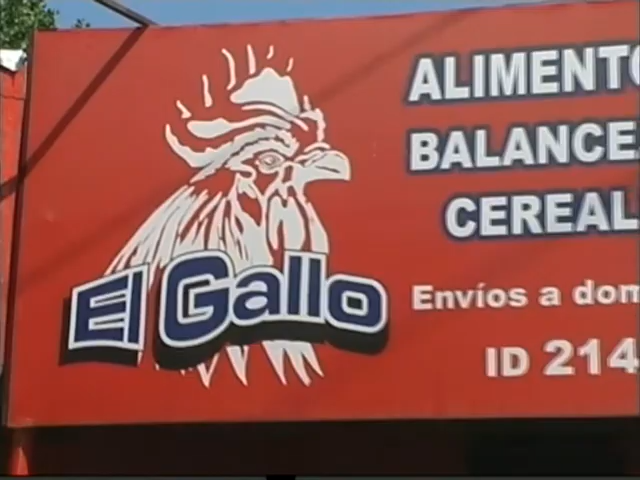 El Gallo
ALIMENTO
BALANCEA
CEREAL
Envíos a dom
ID 214